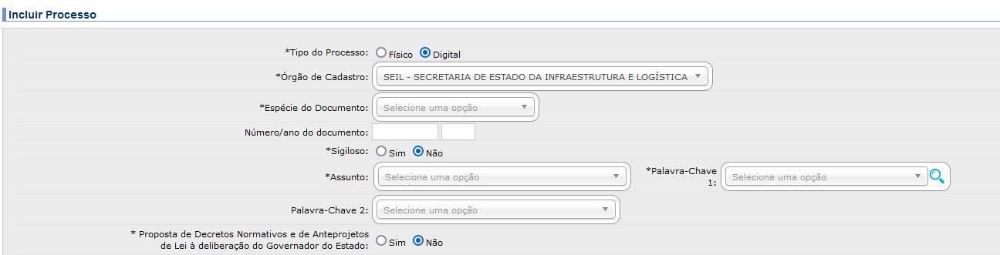 Incluir Processo
*Tipo do Processo: Físico Digital
*Órgão de Cadastro: SEIL - SECRETARIA DE ESTADO DA INFRAESTRUTURA E LOGÍSTICA
*Espécie do Documento: Selecione uma opção
Número/ano do documento:
*Sigiloso: Sim Não
*Assunto: Selecione uma opção *Palavra-Chave 1: Selecione uma opção
Palavra-Chave 2: Selecione uma opção
* Proposta de Decretos Normativos e de Anteprojetos
de Lei à deliberação do Governador do Estado: Sim Não